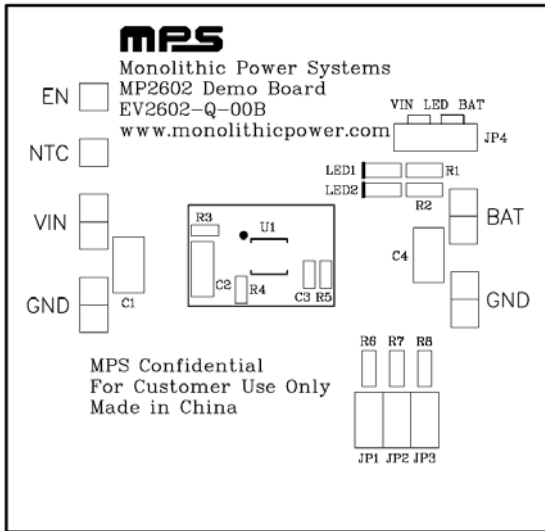 MPS
Monolithic Power Systems
MP2602 Demo Board
EV2602-Q-00B
www.monolithicpower.com
EN
NTC
VIN
GND
C1
VIN LED BAT
JP4
LED1
R1
LED2
R2
BAT
C4
GND
R3
U1
C2
R4
C3
R5
R6 R7 R8
JP1 JP2 JP3
MPS Confidential
For Customer Use Only
Made in China